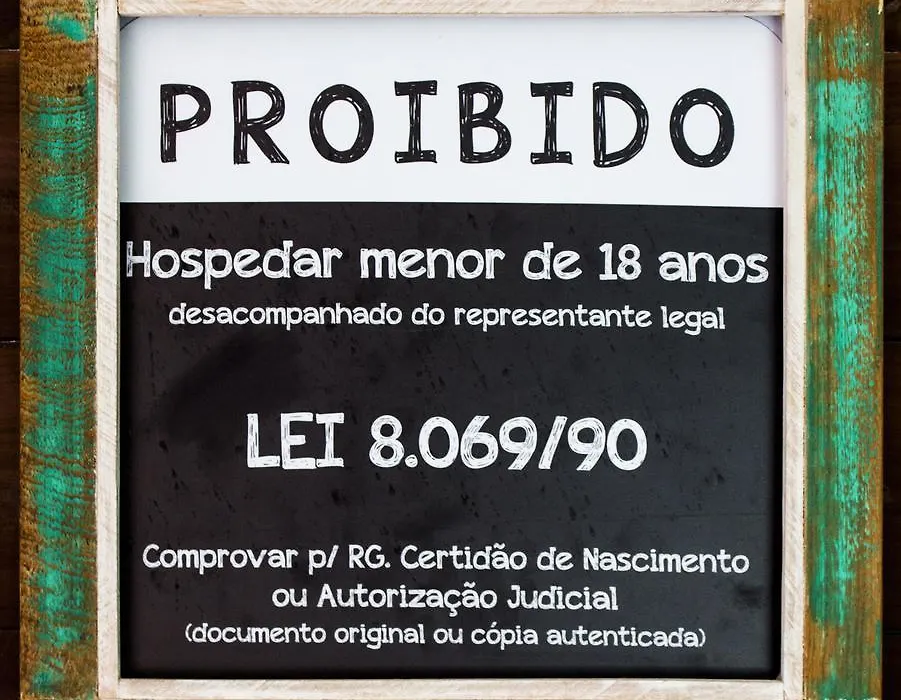 PROIBIDO
Hospedar menor de 18 anos
desacompanhado do representante legal
LEI 8.069/90
Comprovar p/ RG. Certidão de Nascimento
ou Autorização Judicial
(documento original ou cópia autenticada)